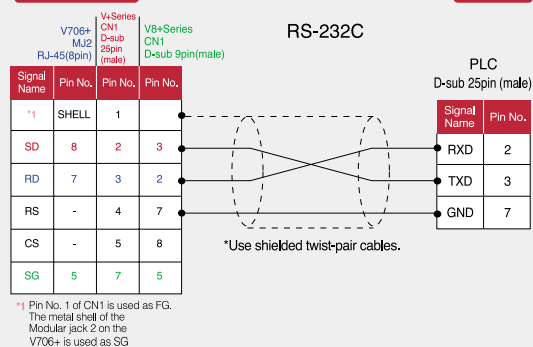 V706+
MJ2
RJ-45(8pin)
V+Series
CN1
D-sub
25pin
(male)
V8+Series
CN1
D-sub 9pin(male)
RS-232C
PLC
D-sub 25pin (male)
Signal Name Pin No. Pin No. Pin No.
*1 SHELL 1
SD 8 2 3
RD 7 3 2
RS - 4 7
CS - 5 8
SG 5 7 5
Signal Name Pin No.
RXD 2
TXD 3
GND 7
*Use shielded twist-pair cables.
*1 Pin No. 1 of CN1 is used as FG.
The metal shell of the
Modular jack 2 on the
V706+ is used as SG